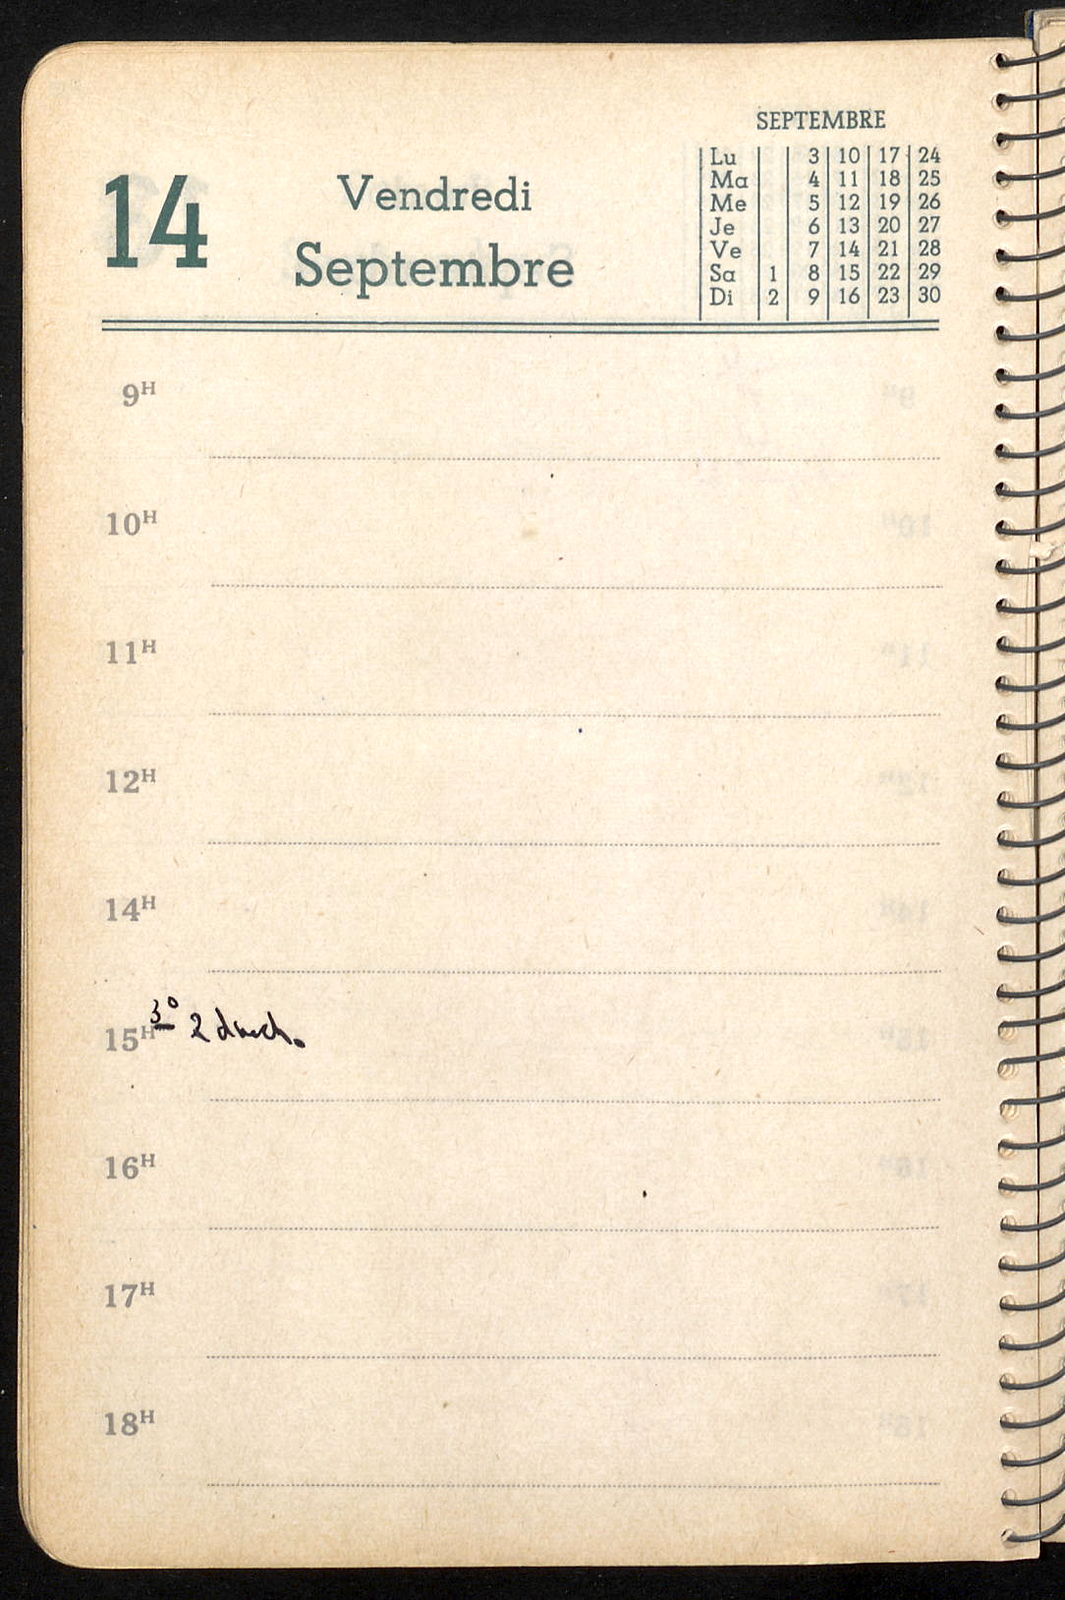 SEPTEMBRE
14 Vendredi
Septembre
Lu 3 10 17 24
Ma 4 11 18 25
Me 5 12 19 26
Je 6 13 20 27
Ve 7 14 21 28
Sa 1 8 15 22 29
Di 2 9 16 23 30
9H
10H
11H
12H
14H
15H 3º 2
16H
17H
18H